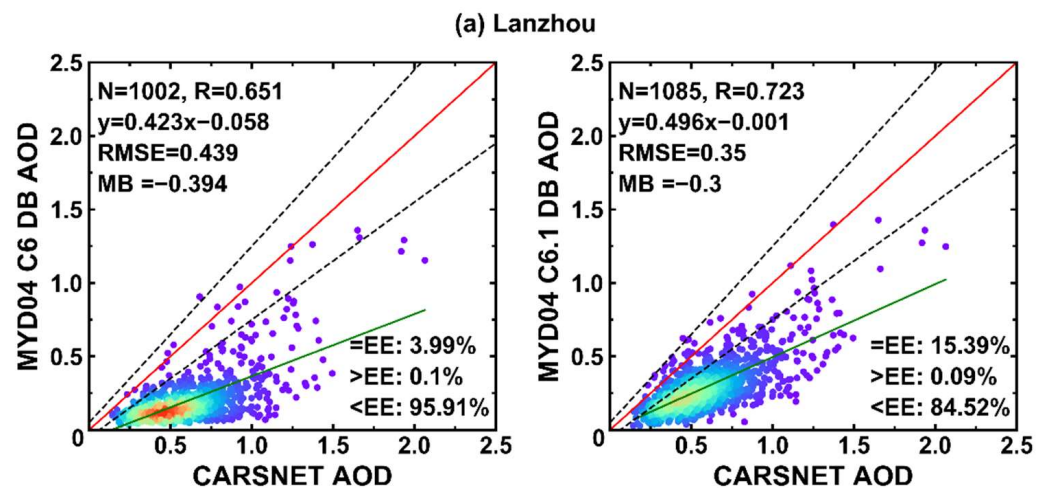 (a) Lanzhou
MYD04 C6 DB AOD
2.5
2.0
1.5
1.0
0.5
0
N=1002, R=0.651
y=0.423x−0.058
RMSE=0.439
MB =−0.394
=EE: 3.99%
>EE: 0.1%
<EE: 95.91%
0.5 1.0 1.5 2.0 2.5
CARSNET AOD
MYD04 C6.1 DB AOD
2.5
2.0
1.5
1.0
0.5
0
N=1085, R=0.723
y=0.496x−0.001
RMSE=0.35
MB =−0.3
=EE: 15.39%
>EE: 0.09%
<EE: 84.52%
0.5 1.0 1.5 2.0 2.5
CARSNET AOD